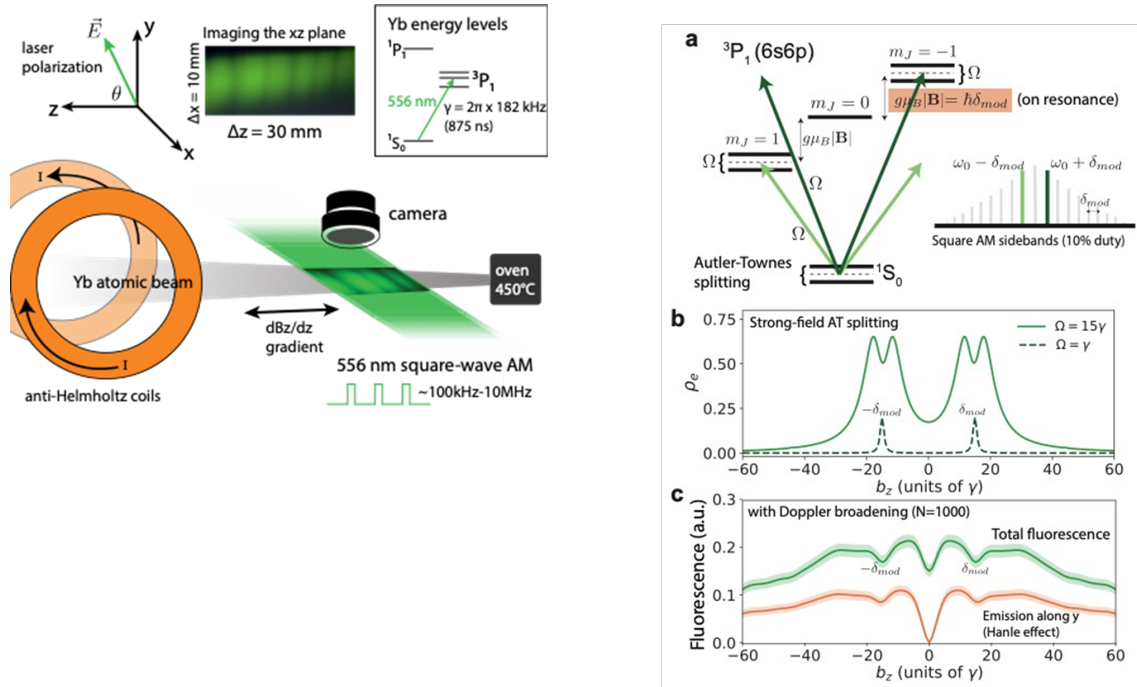 E
y
laser
polarization
θ
z
x
Imaging the xz plane
Δx = 10 mm
Δz = 30 mm
Yb energy levels
¹P₁
³P₁
556 nm
γ = 2π x 182 kHz
(875 ns)
¹S₀
I
camera
Yb atomic beam
oven
450°C
dBz/dz
gradient
I
556 nm square-wave AM
~100kHz-10MHz
anti-Helmholtz coils
a
³P₁ (6s6p)
m_J = −1
Ω
gμ_B|B| = ħδ_mod (on resonance)
m_J = 0
m_J = 1
gμ_B|B|
Ω
Ω
Ω
ω₀ − δ_mod
ω₀ + δ_mod
δ_mod
Square AM sidebands (10% duty)
Autler-Townes
splitting
¹S₀
b
Strong-field AT splitting
Ω = 15γ
Ω = γ
0.75
0.50
0.25
0.00
ρ_e
−δ_mod
δ_mod
−60 −40 −20 0 20 40 60
b_z (units of γ)
c
with Doppler broadening (N=1000)
Total fluorescence
0.3
0.2
0.1
0.0
Fluorescence (a.u.)
−δ_mod
δ_mod
Emission along y
(Hanle effect)
−60 −40 −20 0 20 40 60
b_z (units of γ)